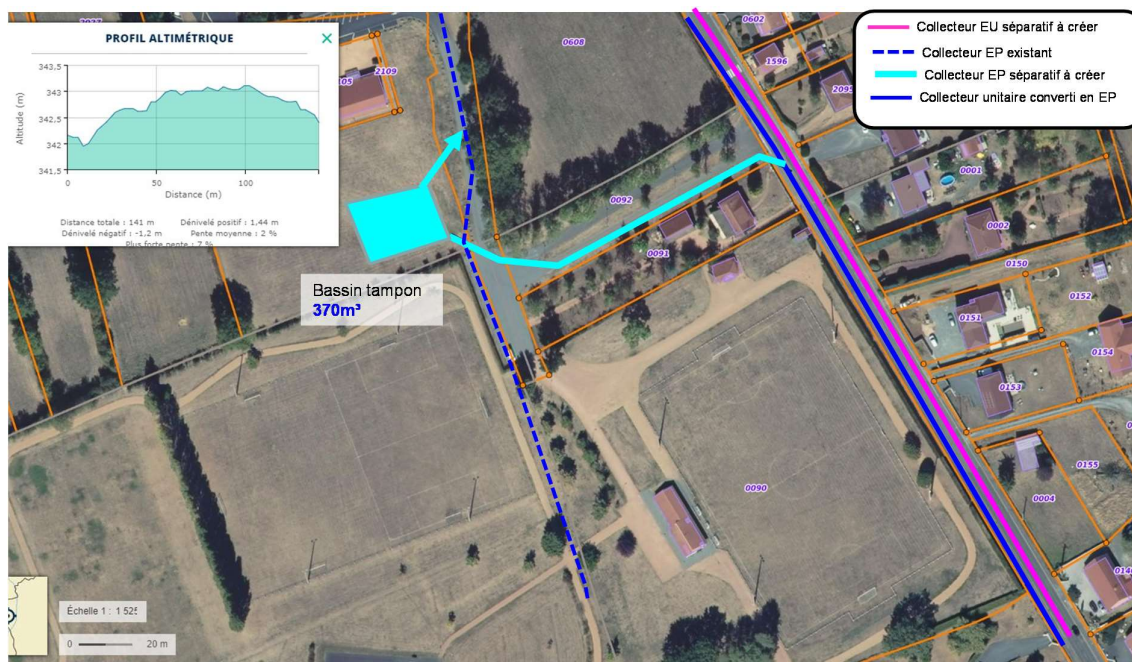 PROFIL ALTIMÉTRIQUE
343.5
343
342.5
342
341.5
Altitude (m)
0
50
100
Distance (m)
Distance totale : 141 m
Dénivelé positif : 1,44 m
Dénivelé négatif : -1,2 m
Pente moyenne : 2 %
Plus forte pente : 7 %
Collecteur EU séparatif à créer
Collecteur EP existant
Collecteur EP séparatif à créer
Collecteur unitaire converti en EP
2109
0608
0602
1596
2095
0001
0092
0002
0091
0150
0152
0151
0154
0153
0155
0090
0004
Bassin tampon
370m³
Échelle 1 : 1 525
0
20 m